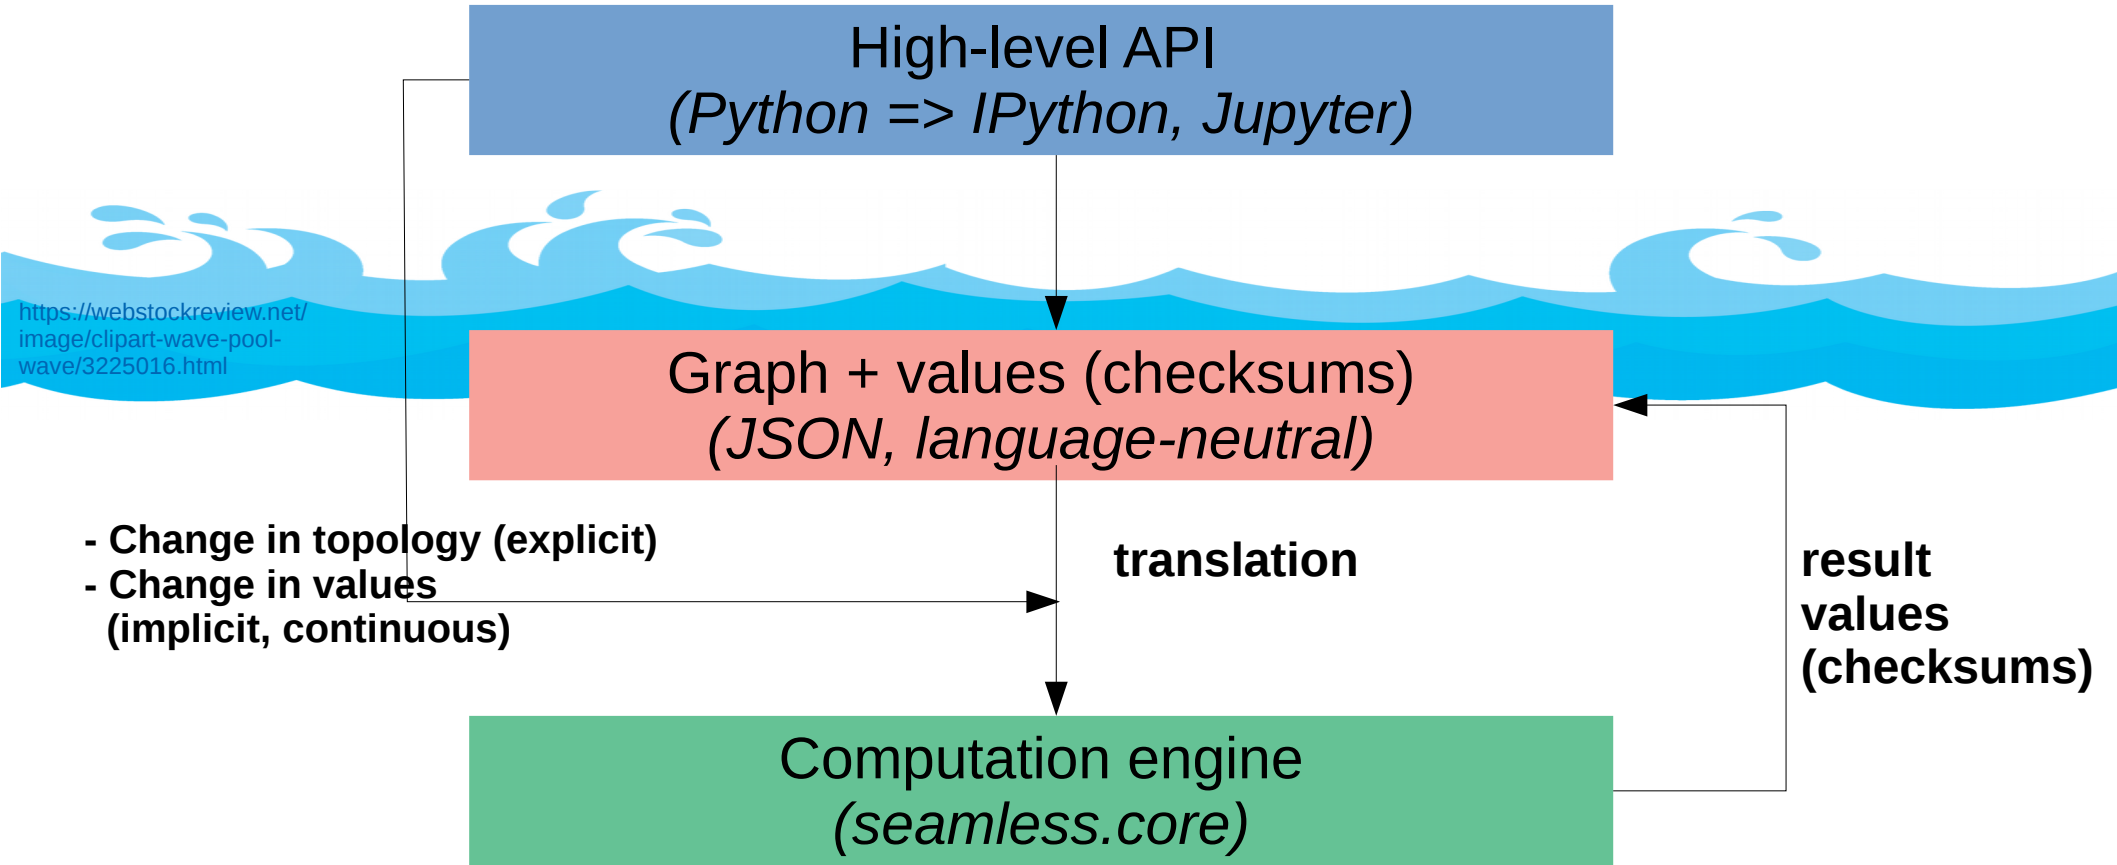 High-level API
(Python => IPython, Jupyter)
https://webstockreview.net/
image/clipart-wave-pool-
wave/3225016.html
Graph + values (checksums)
(JSON, language-neutral)
- Change in topology (explicit)
- Change in values
(implicit, continuous)
translation
result
values
(checksums)
Computation engine
(seamless.core)